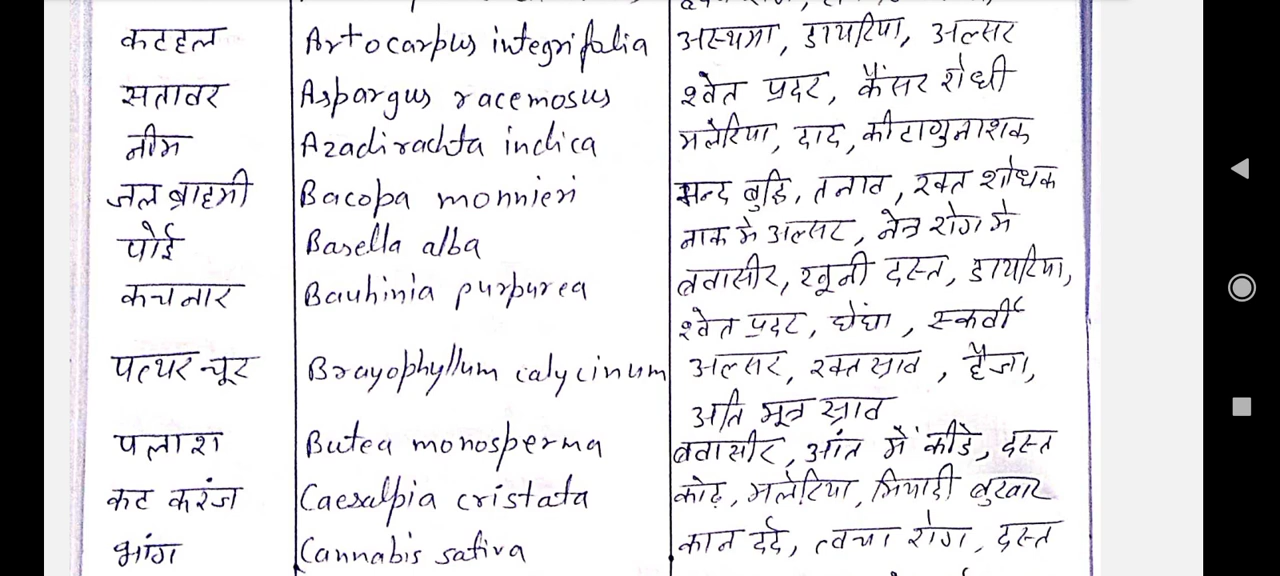 कटहल Artocarpus integrifolia अस्थमा, डायरिया, अल्सर
सतावर Aspargus racemosus श्वेत प्रदर, कैंसर रोधी
नीम Azadirachta indica मलेरिया, दाद, कीटाणुनाशक
जल ब्राहमी Bacopa monnieri मन्द बुद्धि, तनाव, रक्त शोधक
पोई Basella alba नाक मे अल्सर, नेत्र रोग मे
कचनार Bauhinia purpurea बवासीर, खूनी दस्त, डायरिया,
श्वेत प्रदर, घेंघा, स्कर्वी
पत्थर चूर Brayophyllum calycinum अल्सर, रक्त स्राव, हैजा,
अति मूत्र स्राव
पलाश Butea monosperma बवासीर, आंत में कीडे, दस्त
कट करंज Caesalpia cristata कोढ़, मलेरिया, मियादी बुखार
भांग Cannabis sativa कान दर्द, त्वचा रोग, दस्त